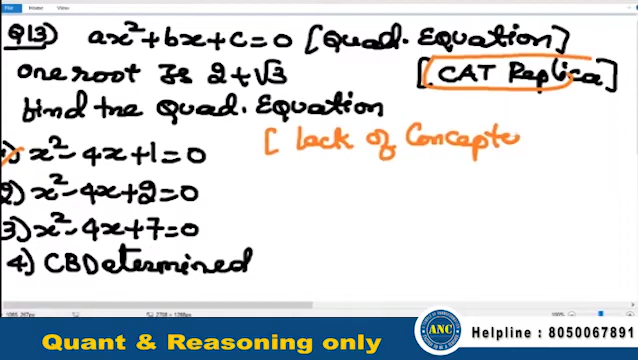 File Home View
Q13) ax²+bx+c=0 [Quad. Equation]
one root is 2+√3 [CAT Replica]
find the Quad. Equation
1) x²-4x+1=0 [Lack of Concepts
2) x²-4x+2=0
3) x²-4x+7=0
4) CBDetermined
100%
ANC
Quant & Reasoning only
Helpline : 8050067891